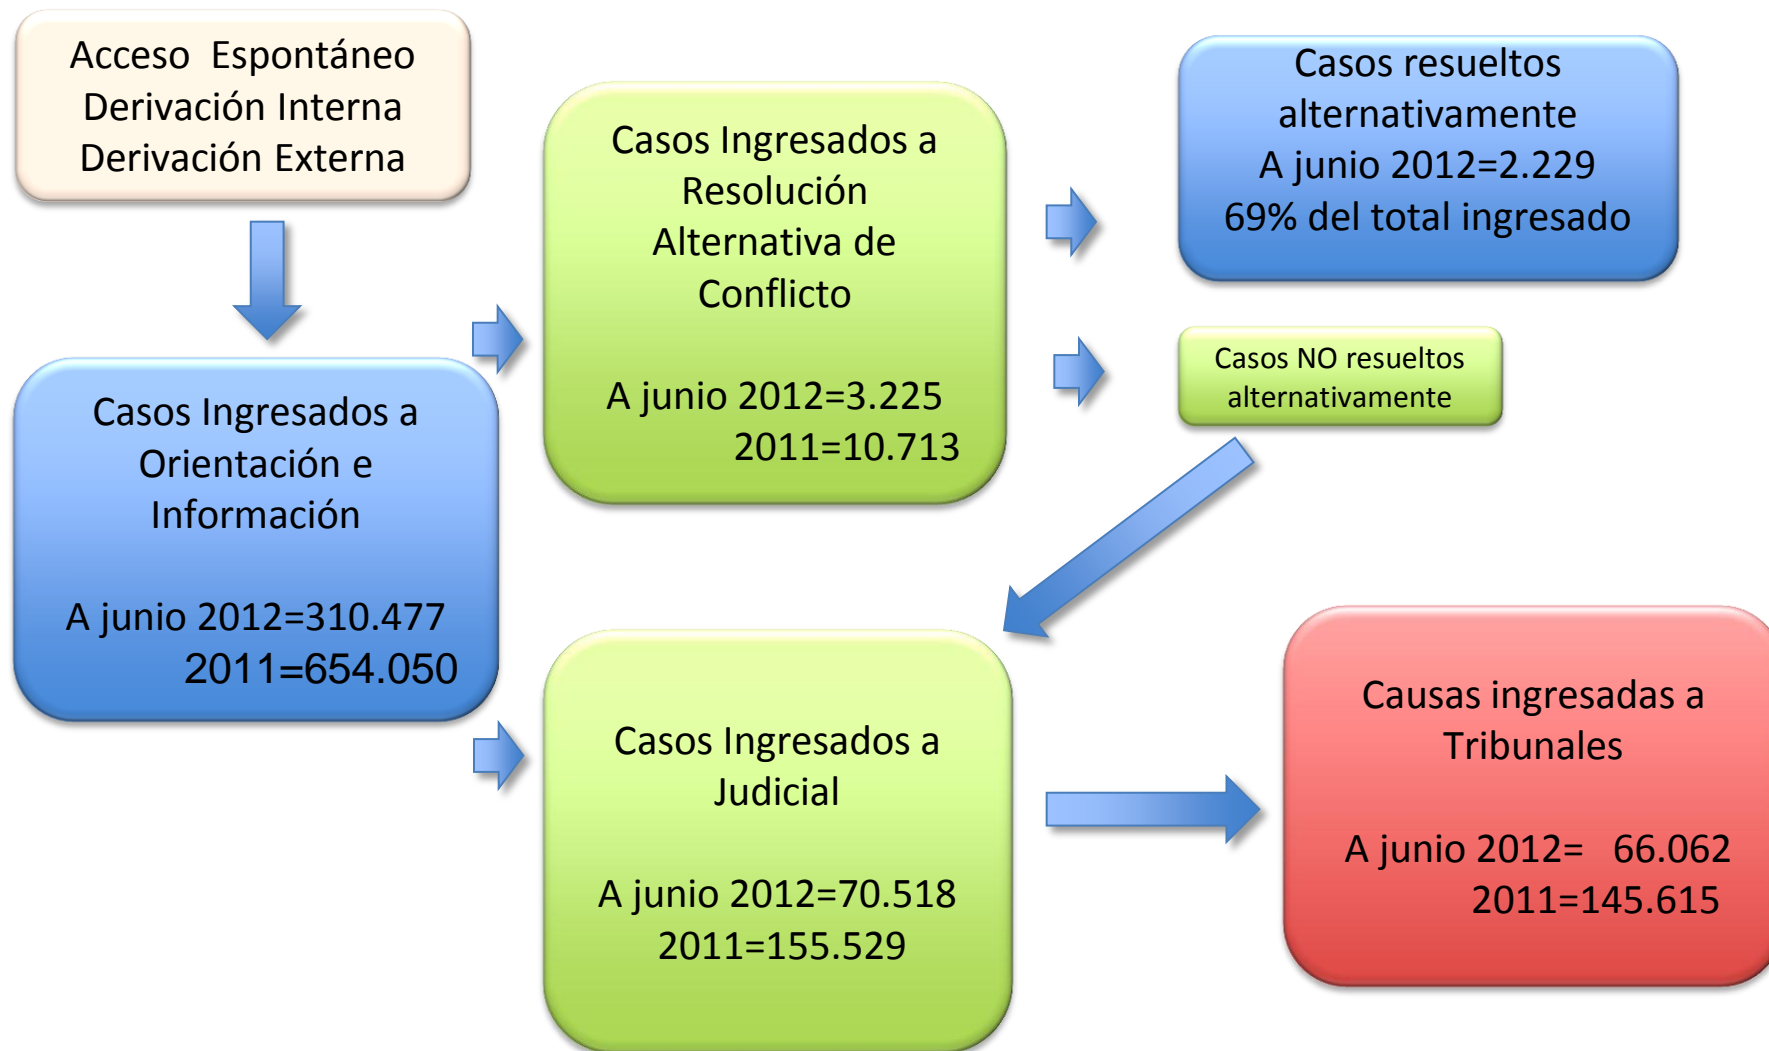 Acceso Espontáneo
Derivación Interna
Derivación Externa
Casos Ingresados a
Orientación e
Información
A junio 2012=310.477
2011=654.050
Casos Ingresados a
Resolución
Alternativa de
Conflicto
A junio 2012=3.225
2011=10.713
Casos resueltos
alternativamente
A junio 2012=2.229
69% del total ingresado
Casos NO resueltos
alternativamente
Casos Ingresados a
Judicial
A junio 2012=70.518
2011=155.529
Causas ingresadas a
Tribunales
A junio 2012= 66.062
2011=145.615